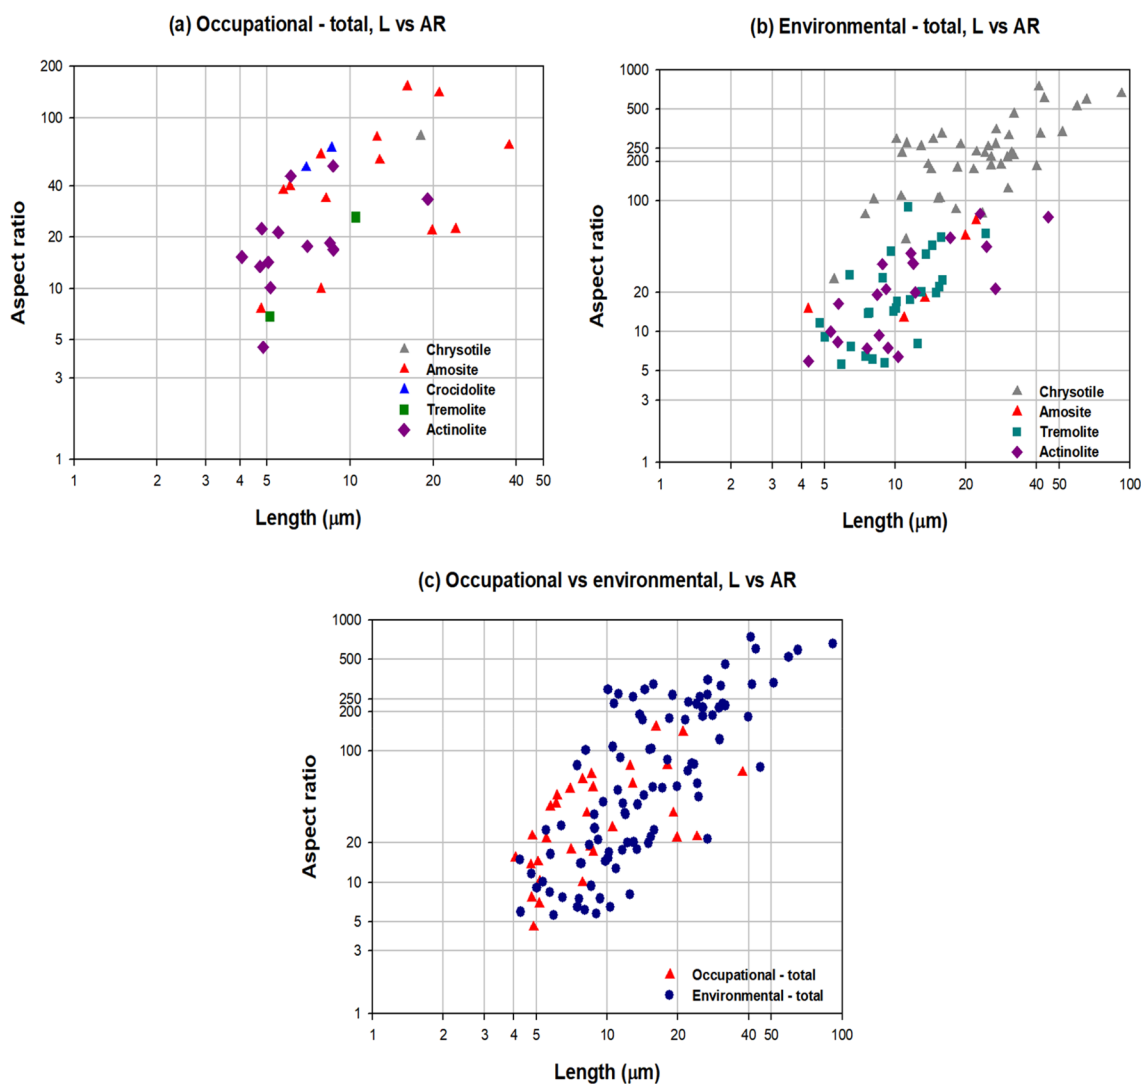 (a) Occupational - total, L vs AR
200
100
40
20
10
5
3
1
Aspect ratio
Chrysotile
Amosite
Crocidolite
Tremolite
Actinolite
1 2 3 4 5 10 20 40 50
Length (μm)
(b) Environmental - total, L vs AR
1000
500
250
200
100
20
10
5
3
1
Aspect ratio
Chrysotile
Amosite
Tremolite
Actinolite
1 2 3 4 5 10 20 40 50 100
Length (μm)
(c) Occupational vs environmental, L vs AR
1000
500
250
200
100
20
10
5
3
1
Aspect ratio
Occupational - total
Environmental - total
1 2 3 4 5 10 20 40 50 100
Length (μm)